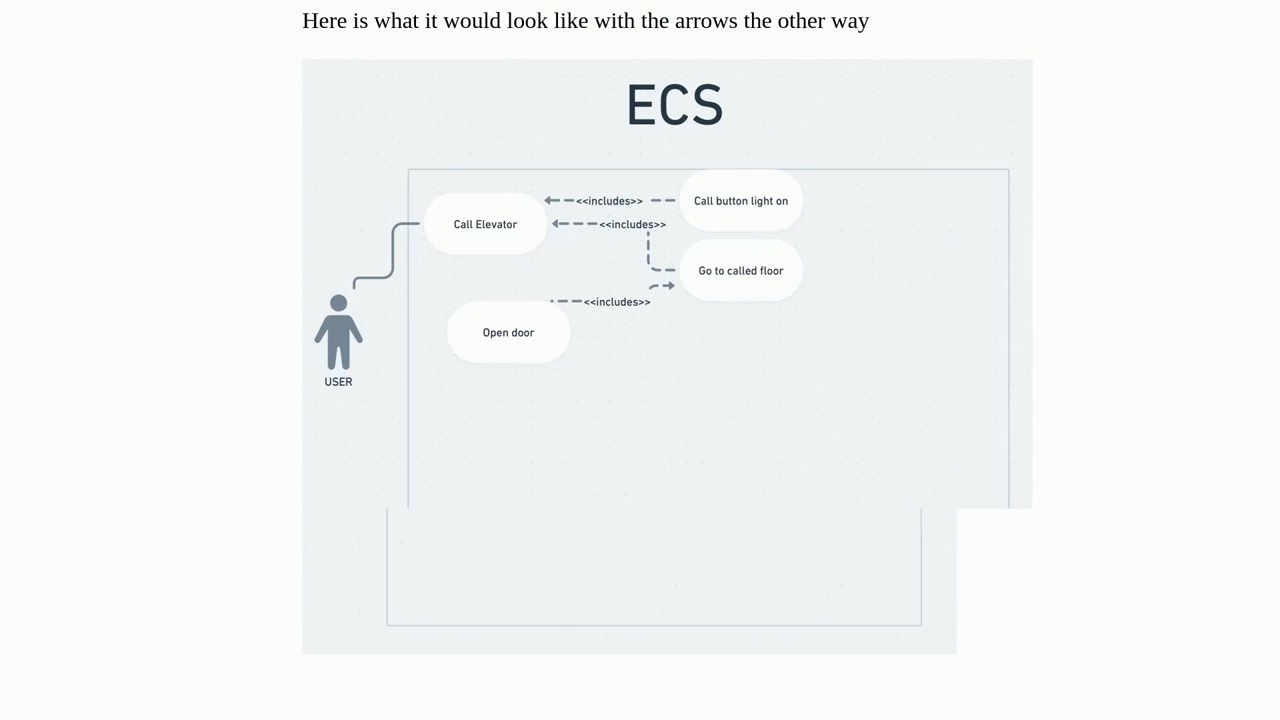 Here is what it would look like with the arrows the other way
ECS
<<includes>>
Call button light on
Call Elevator
<<includes>>
Go to called floor
<<includes>>
Open door
USER